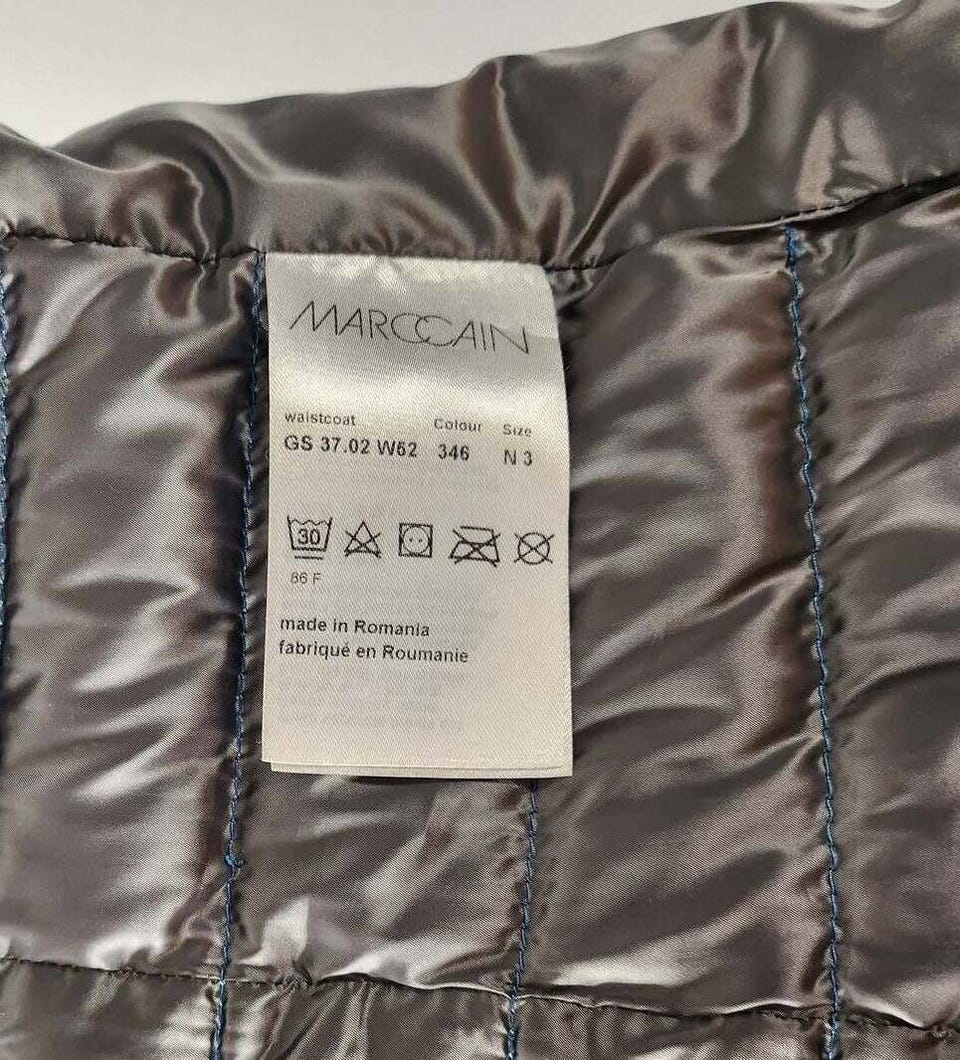 MARCCAIN
waistcoat Colour Size
GS 37.02 W52 346 N 3
30
86 F
made in Romania
fabriqué en Roumanie